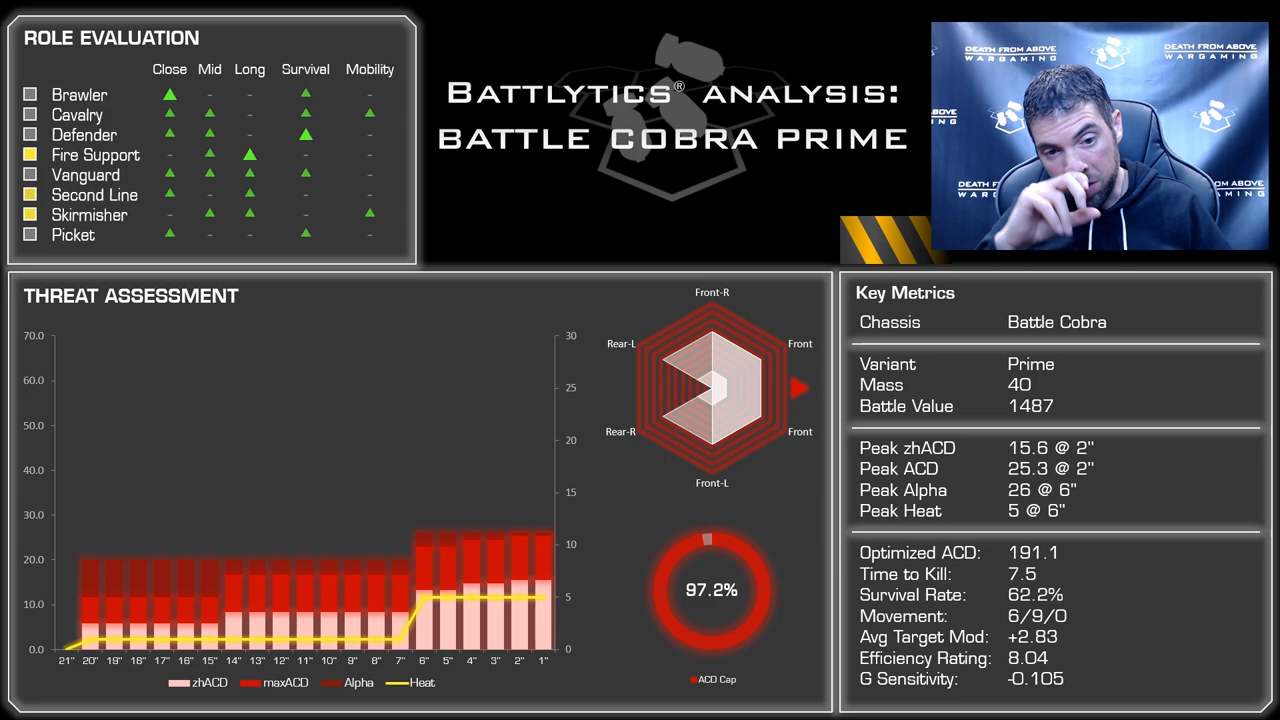 ROLE EVALUATION
Close Mid Long Survival Mobility
Brawler - - -
Cavalry -
Defender - -
Fire Support - - -
Vanguard -
Second Line - - -
Skirmisher - -
Picket - - -
BATTLYTICS® ANALYSIS:
BATTLE COBRA PRIME
DEATH FROM ABOVE
WARGAMING
DEATH FROM ABOVE
WARGAMING
THREAT ASSESSMENT
70.0
60.0
50.0
40.0
30.0
20.0
10.0
0.0
30
25
20
15
10
5
0
21" 20" 19" 18" 17" 16" 15" 14" 13" 12" 11" 10" 9" 8" 7" 6" 5" 4" 3" 2" 1"
zhACD maxACD Alpha Heat
Front-R
Rear-L Front
Rear-R Front
Front-L
97.2%
ACD Cap
Key Metrics
Chassis Battle Cobra
Variant Prime
Mass 40
Battle Value 1487
Peak zhACD 15.6 @ 2"
Peak ACD 25.3 @ 2"
Peak Alpha 26 @ 6"
Peak Heat 5 @ 6"
Optimized ACD: 191.1
Time to Kill: 7.5
Survival Rate: 62.2%
Movement: 6/9/0
Avg Target Mod: +2.83
Efficiency Rating: 8.04
G Sensitivity: -0.105